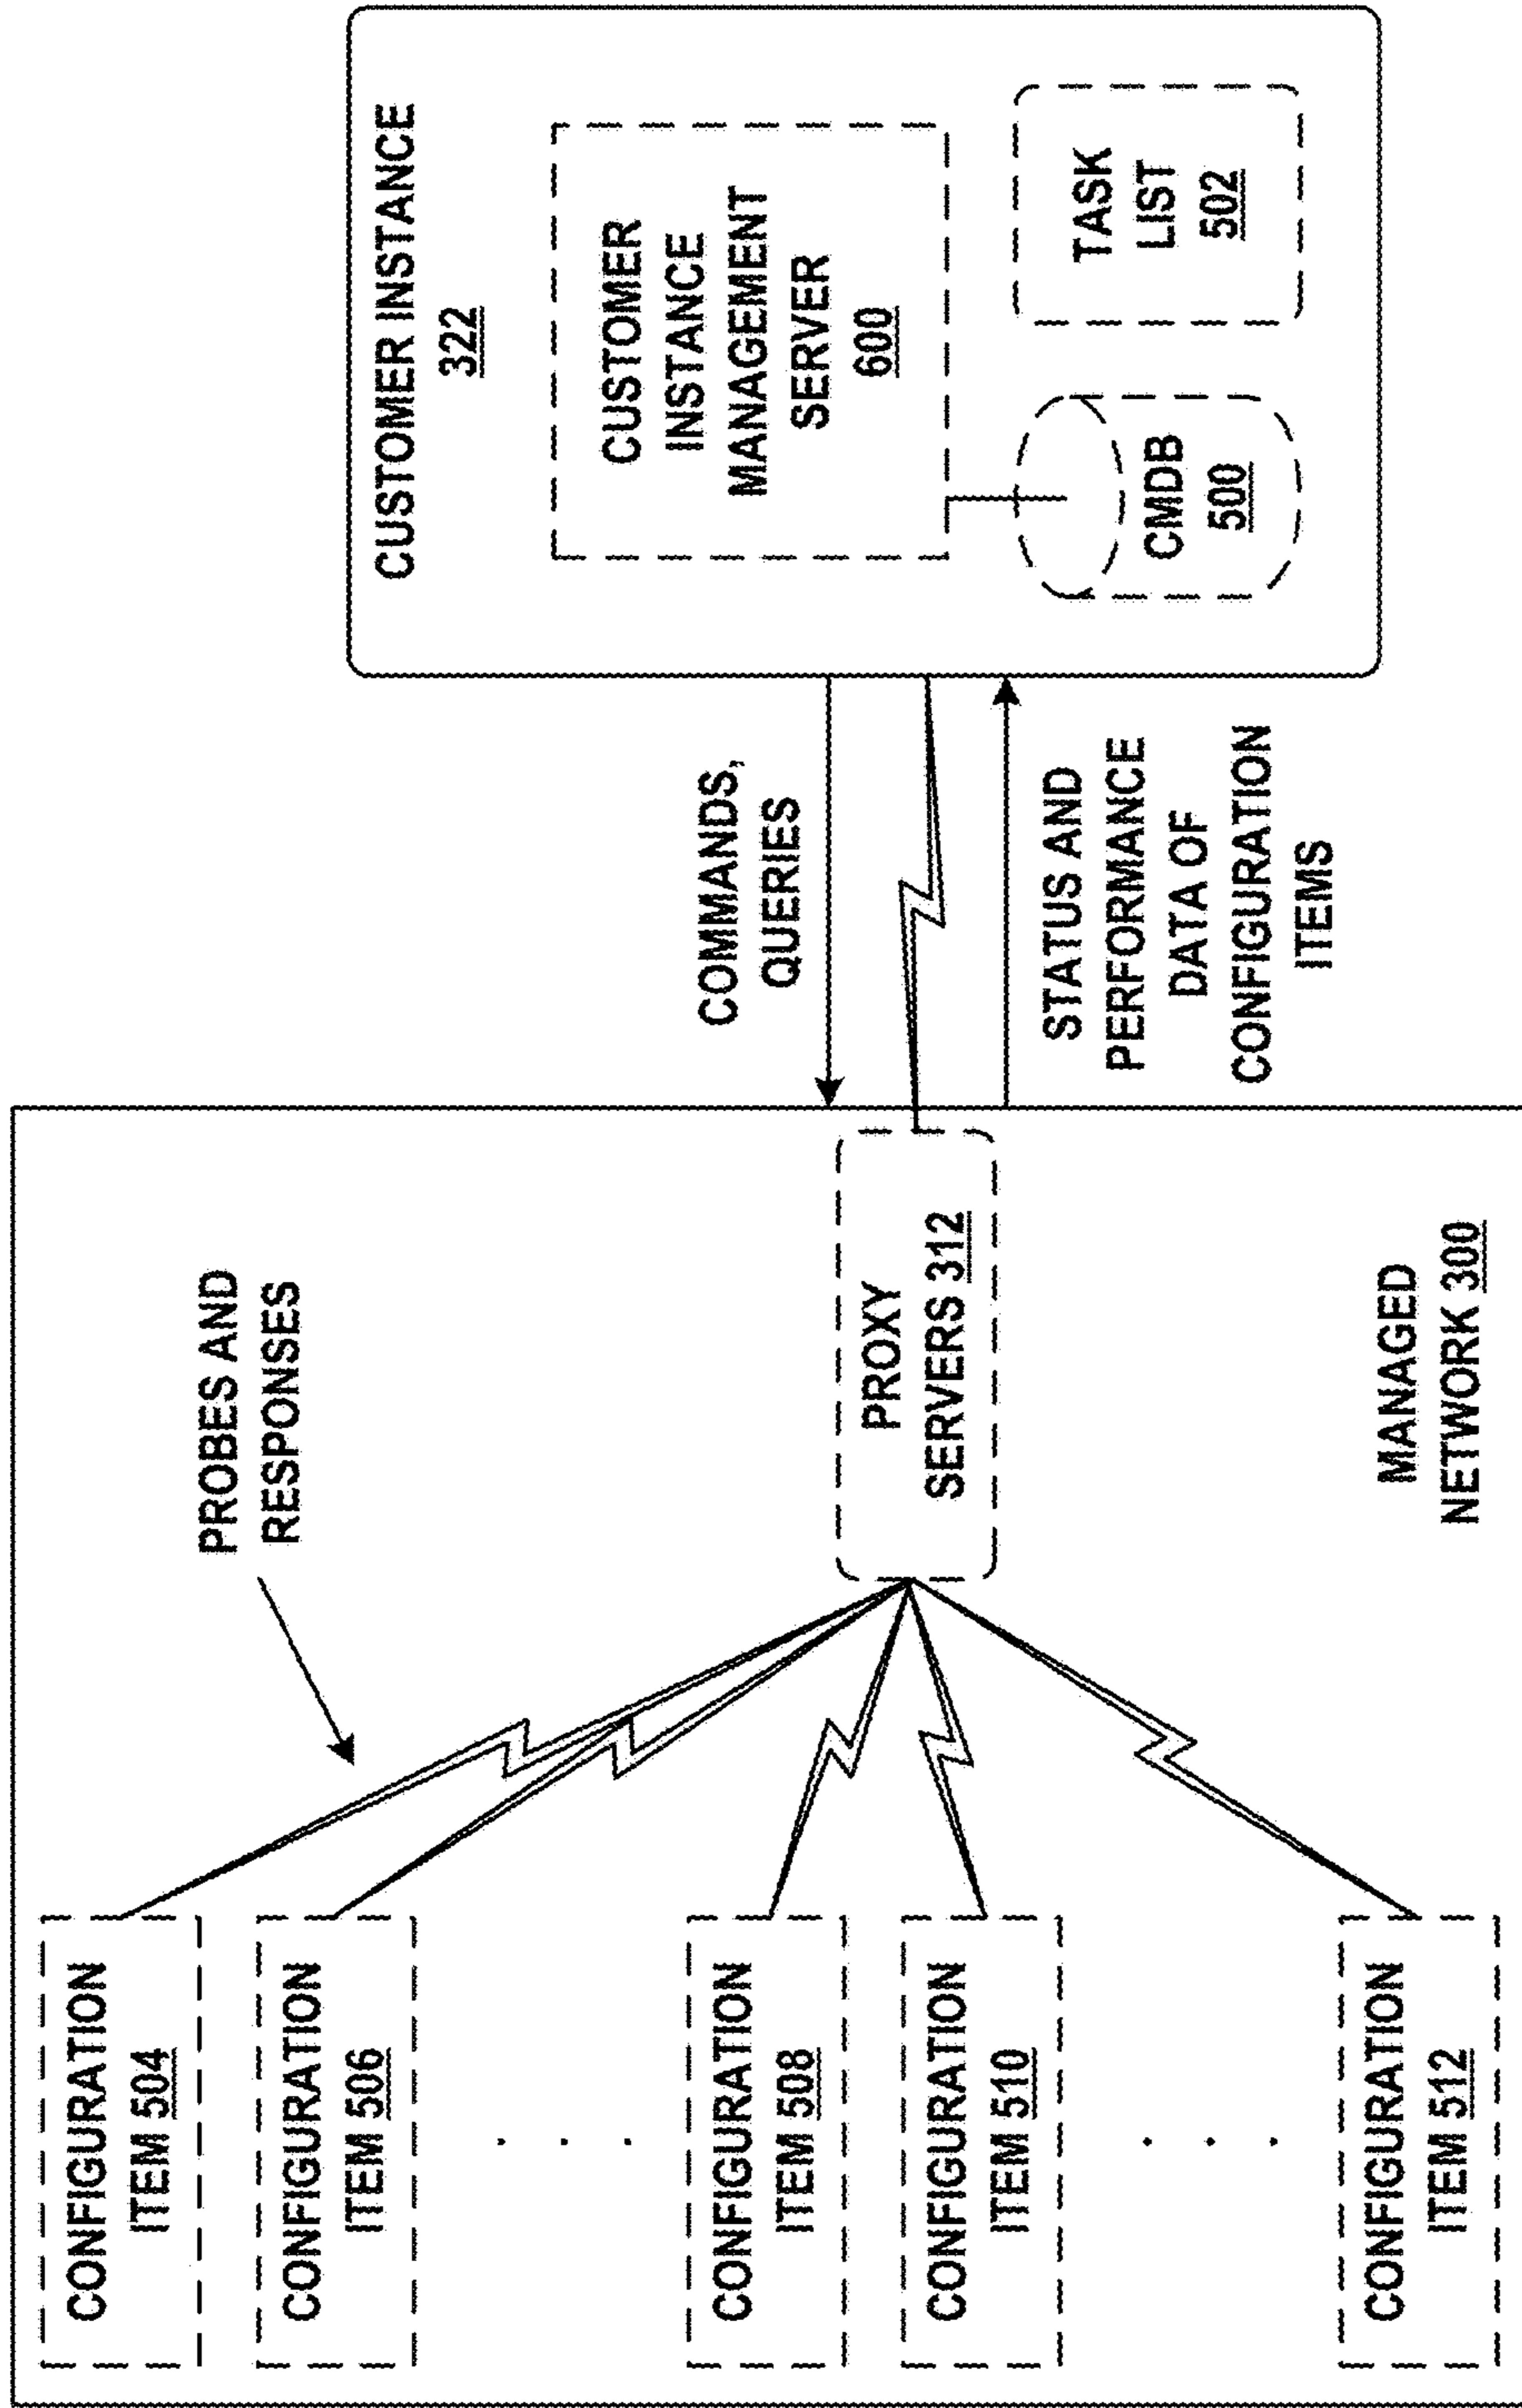 CONFIGURATION
ITEM 504
CONFIGURATION
ITEM 506
. . .
CONFIGURATION
ITEM 508
CONFIGURATION
ITEM 510
. . .
CONFIGURATION
ITEM 512
PROBES AND
RESPONSES
PROXY
SERVERS 312
MANAGED
NETWORK 300
COMMANDS,
QUERIES
STATUS AND
PERFORMANCE
DATA OF
CONFIGURATION
ITEMS
CUSTOMER INSTANCE
322
CUSTOMER
INSTANCE
MANAGEMENT
SERVER
600
CMDB
500
TASK
LIST
502